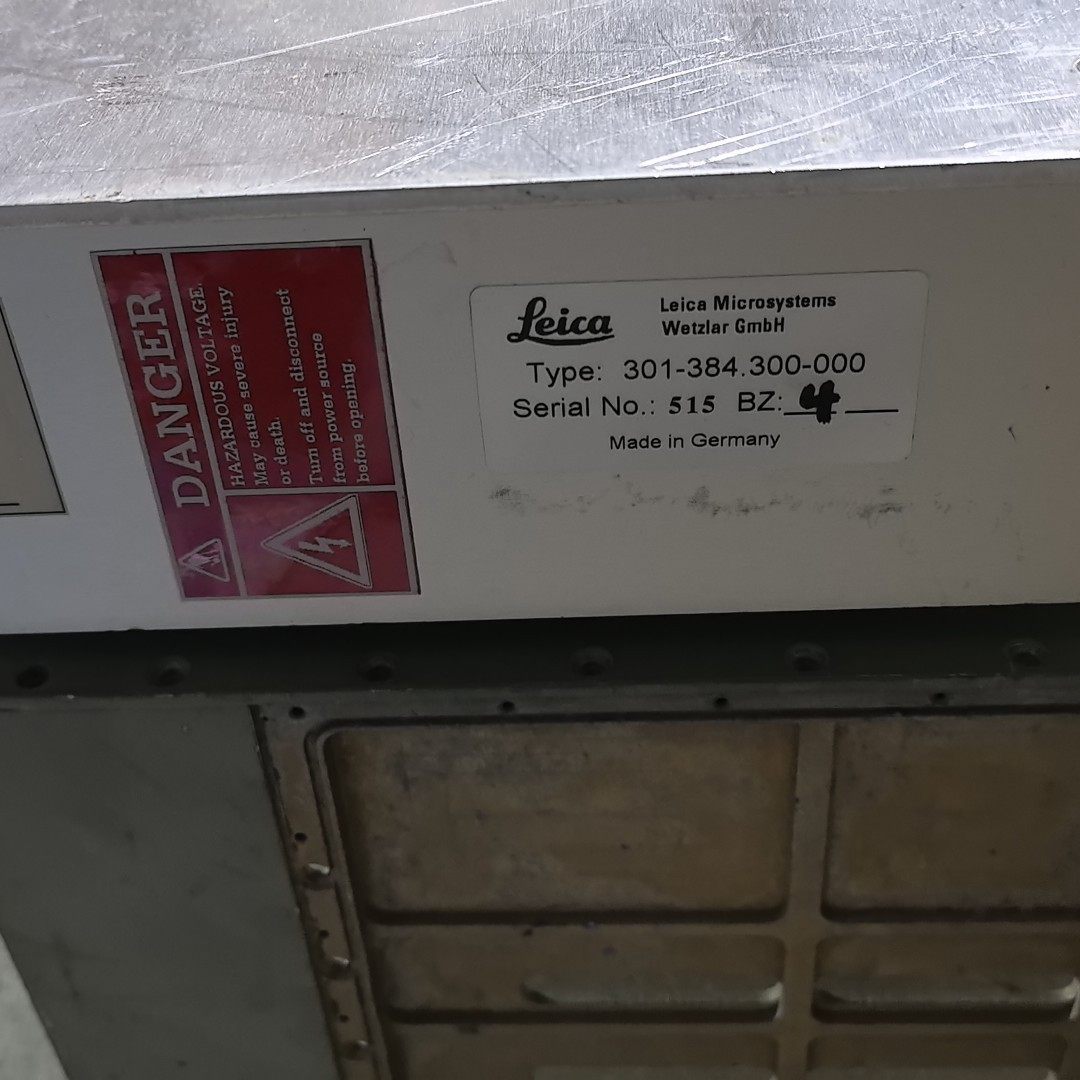 DANGER
HAZARDOUS VOLTAGE.
May cause severe injury
or death.
Turn off and disconnect
from power source
before opening.
Leica
Leica Microsystems
Wetzlar GmbH
Type: 301-384.300-000
Serial No.: 515 BZ: 4
Made in Germany